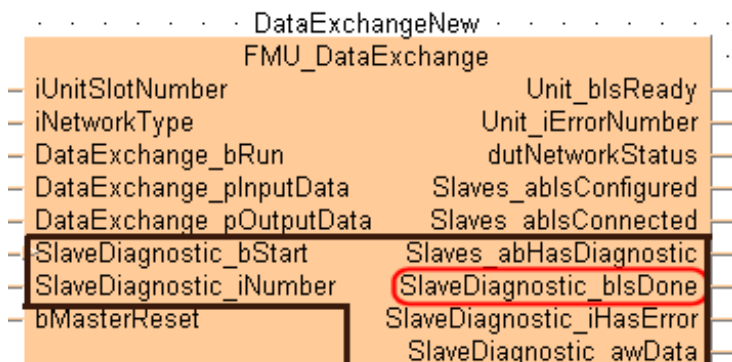 DataExchangeNew
FMU_DataExchange
iUnitSlotNumber Unit_bIsReady
iNetworkType Unit_iErrorNumber
DataExchange_bRun dutNetworkStatus
DataExchange_pInputData Slaves_abIsConfigured
DataExchange_pOutputData Slaves_abIsConnected
SlaveDiagnostic_bStart Slaves_abHasDiagnostic
SlaveDiagnostic_iNumber SlaveDiagnostic_bIsDone
bMasterReset SlaveDiagnostic_iHasError
SlaveDiagnostic_awData